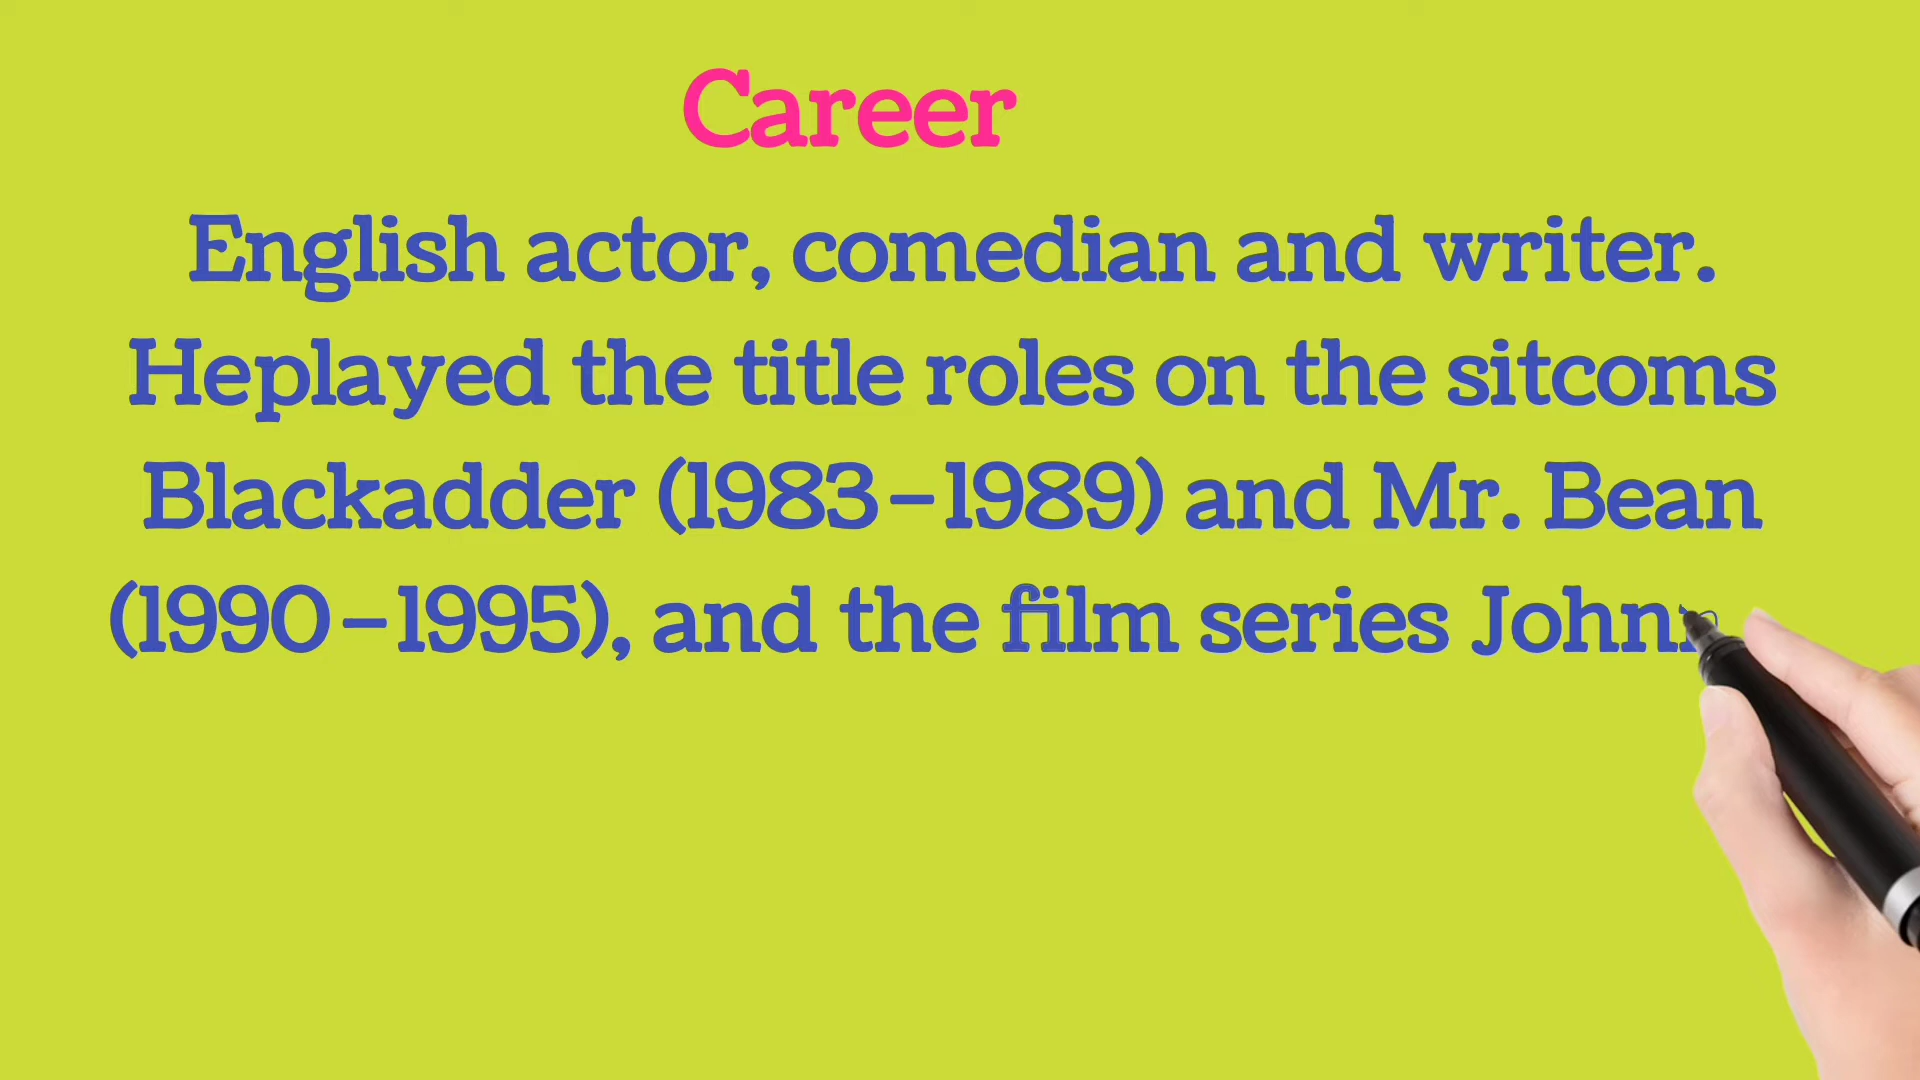 Career
English actor, comedian and writer.
Heplayed the title roles on the sitcoms
Blackadder (1983–1989) and Mr. Bean
(1990–1995), and the film series